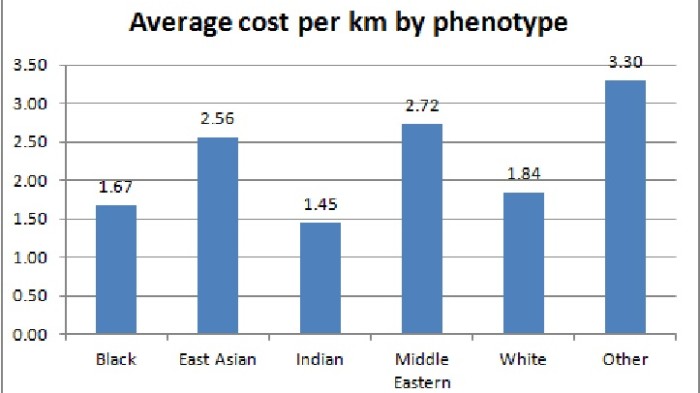 Average cost per km by phenotype
3.50
3.00
2.50
2.00
1.50
1.00
0.50
0.00
1.67
2.56
1.45
2.72
1.84
3.30
Black
East Asian
Indian
Middle
Eastern
White
Other